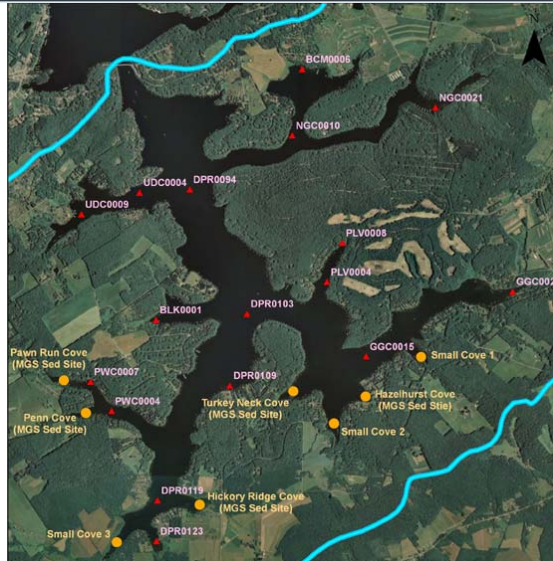 N
BCM0006
NGC0021
NGC0010
UDC0004
DPR0094
UDC0009
PLV0008
PLV0004
GGC002
BLK0001
DPR0103
GGC0015
Small Cove 1
Pawn Run Cove
(MGS Sed Site)
PWC0007
DPR0109
Turkey Neck Cove
(MGS Sed Site)
Hazelhurst Cove
(MGS Sed Stie)
PWC0004
Penn Cove
(MGS Sed Site)
Small Cove 2
DPR0119
Hickory Ridge Cove
(MGS Sed Site)
Small Cove 3
DPR0123